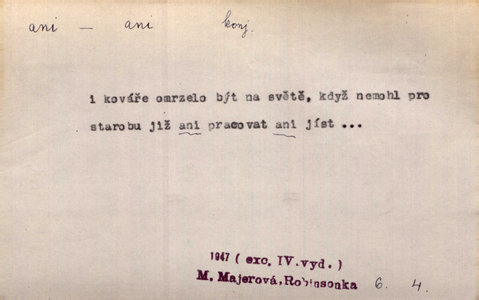 ani — ani konj.
i kováře omrzelo být na světě, když nemohl pro
starobu již ani pracovat ani jíst ...
1947 ( exc. IV.vyd. )
M. Majerová, Robinsonka 6. 4.